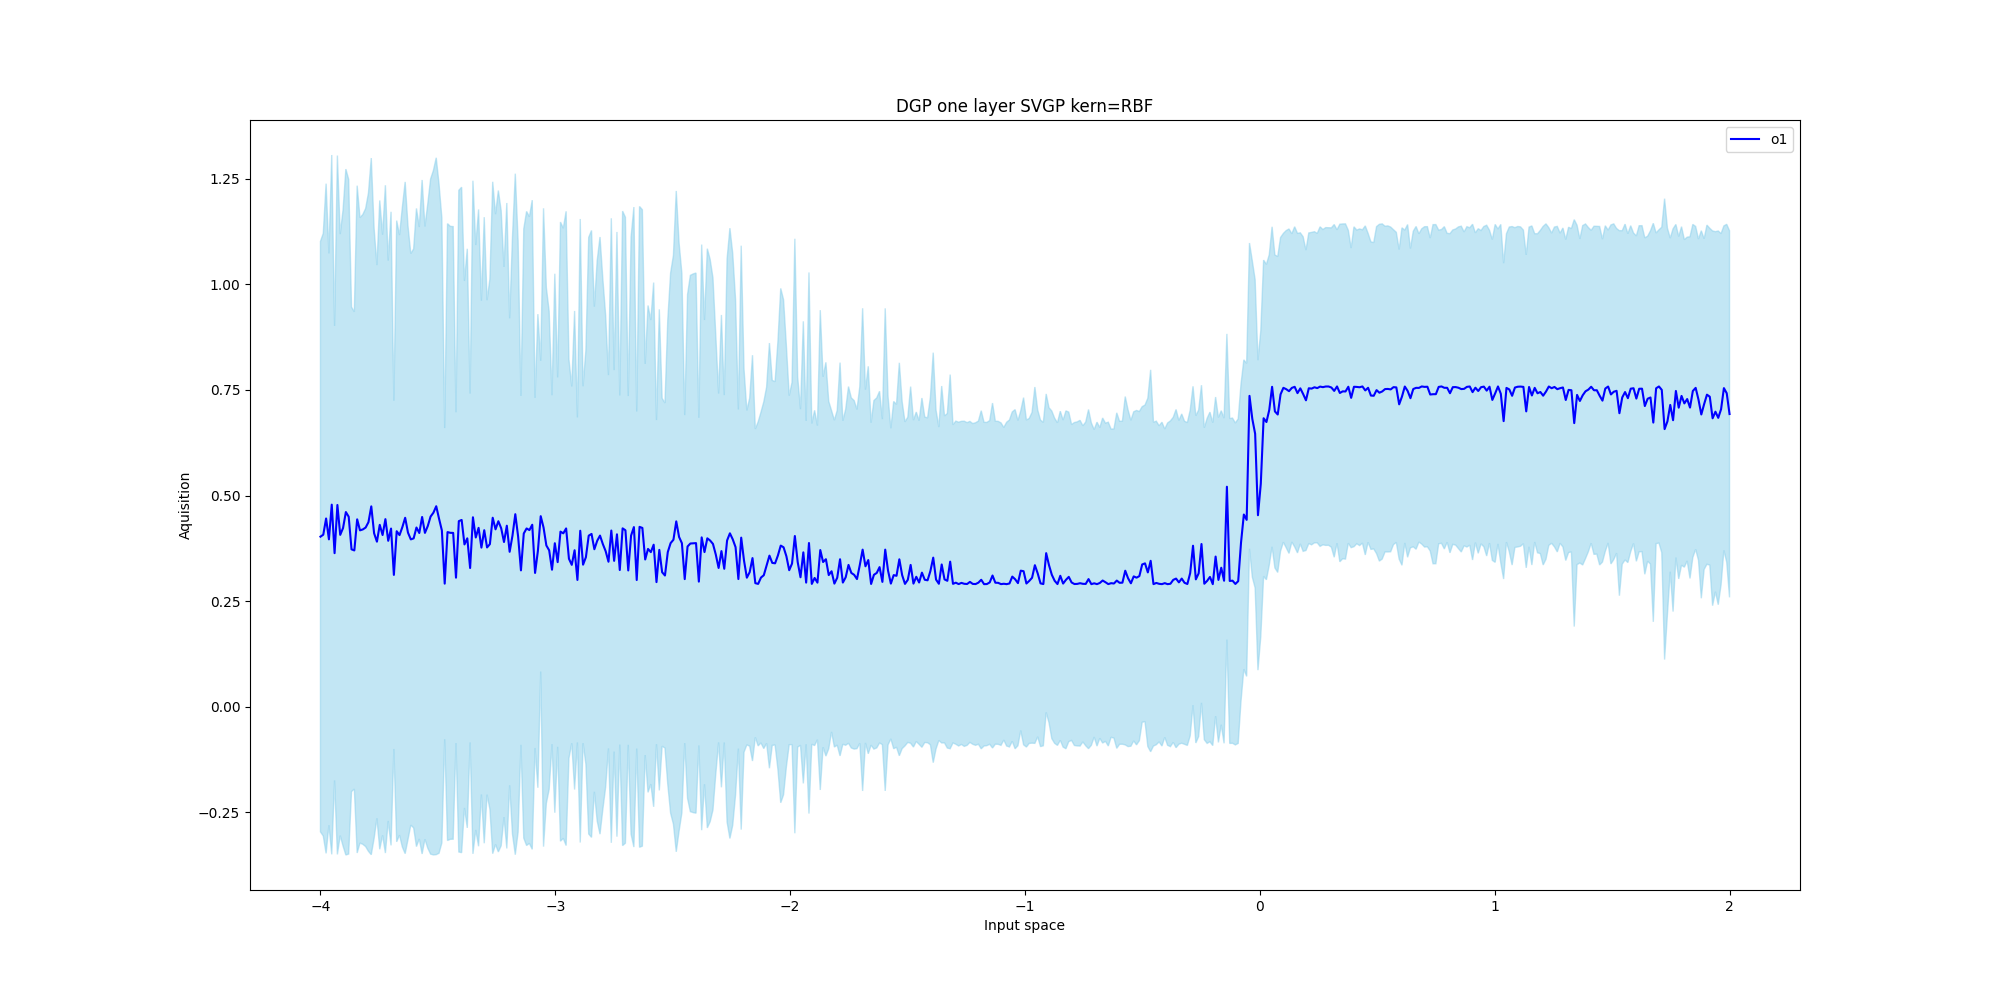 DGP one layer SVGP kern=RBF
o1
1.25
1.00
0.75
0.50
0.25
0.00
−0.25
Aquisition
−4 −3 −2 −1 0 1 2
Input space